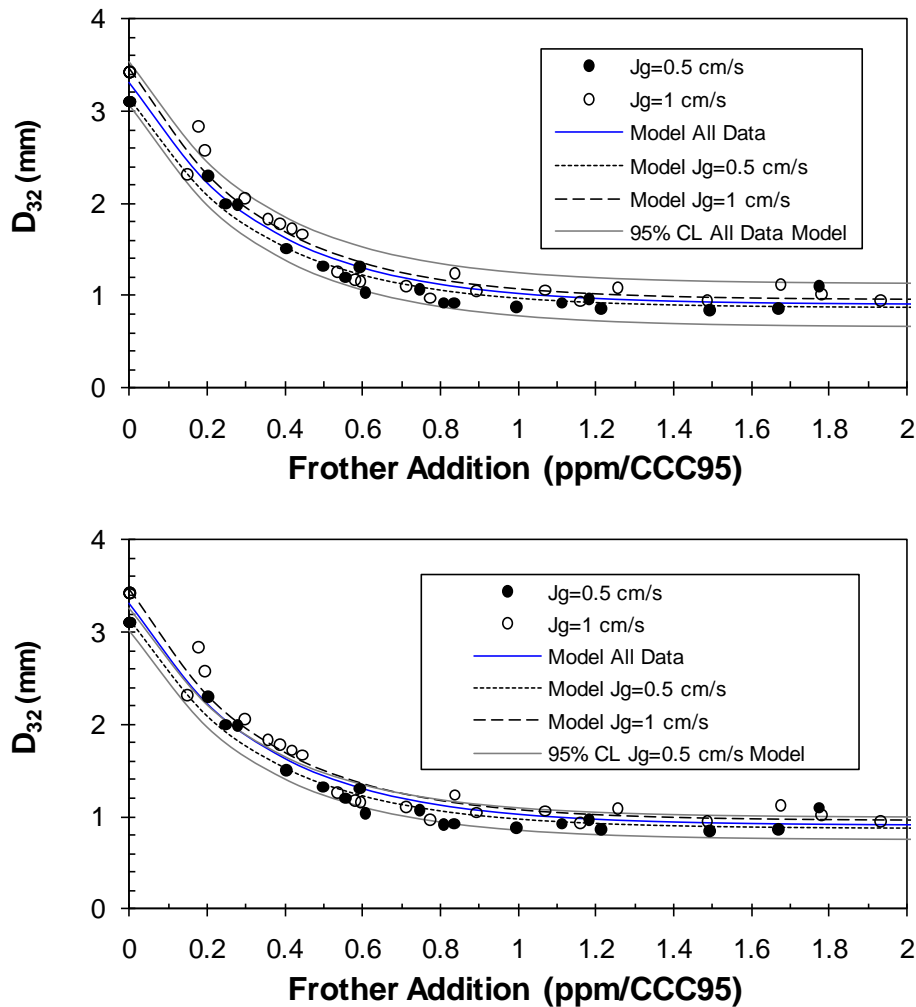 4
3
2
1
0
D32 (mm)
Jg=0.5 cm/s
Jg=1 cm/s
Model All Data
Model Jg=0.5 cm/s
Model Jg=1 cm/s
95% CL All Data Model
0 0.2 0.4 0.6 0.8 1 1.2 1.4 1.6 1.8 2
Frother Addition (ppm/CCC95)
4
3
2
1
0
D32 (mm)
Jg=0.5 cm/s
Jg=1 cm/s
Model All Data
Model Jg=0.5 cm/s
Model Jg=1 cm/s
95% CL Jg=0.5 cm/s Model
0 0.2 0.4 0.6 0.8 1 1.2 1.4 1.6 1.8 2
Frother Addition (ppm/CCC95)